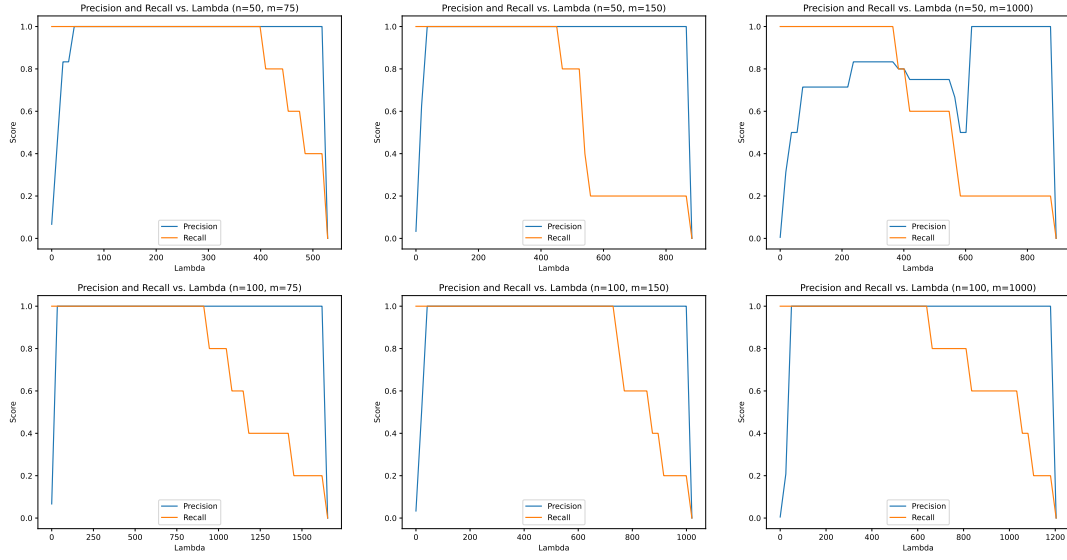 Precision and Recall vs. Lambda (n=50, m=75)
1.0
0.8
0.6
0.4
0.2
0.0
Score
0 100 200 300 400 500
Lambda
Precision
Recall
Precision and Recall vs. Lambda (n=50, m=150)
1.0
0.8
0.6
0.4
0.2
0.0
Score
0 200 400 600 800
Lambda
Precision
Recall
Precision and Recall vs. Lambda (n=50, m=1000)
1.0
0.8
0.6
0.4
0.2
0.0
Score
0 200 400 600 800
Lambda
Precision
Recall
Precision and Recall vs. Lambda (n=100, m=75)
1.0
0.8
0.6
0.4
0.2
0.0
Score
0 250 500 750 1000 1250 1500
Lambda
Precision
Recall
Precision and Recall vs. Lambda (n=100, m=150)
1.0
0.8
0.6
0.4
0.2
0.0
Score
0 200 400 600 800 1000
Lambda
Precision
Recall
Precision and Recall vs. Lambda (n=100, m=1000)
1.0
0.8
0.6
0.4
0.2
0.0
Score
0 200 400 600 800 1000 1200
Lambda
Precision
Recall